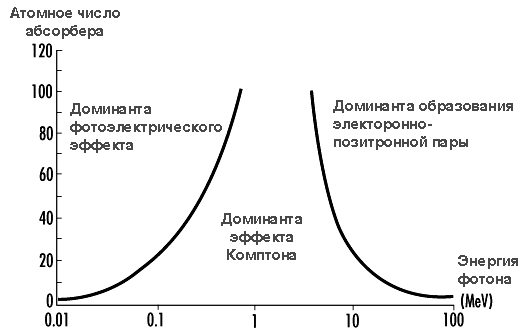 Атомное число
абсорбера
120
100
80
60
40
20
0
Доминанта
фотоэлектрического
эффекта
Доминанта образования
электоронно-
позитронной пары
Доминанта
эффекта
Комптона
Энергия
фотона
(MeV)
0.01 0.1 1 10 100